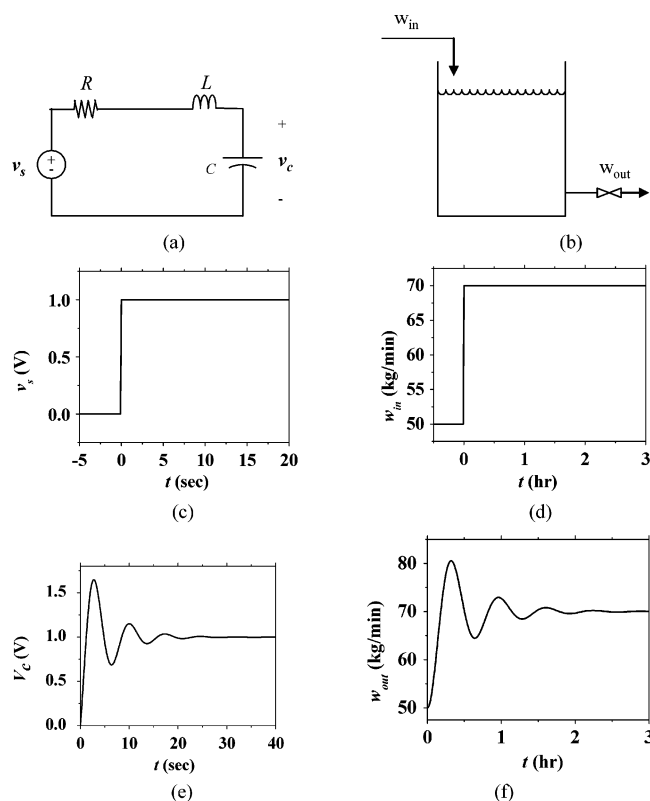 w_in
R
L
+
v_s
+
-
C
v_c
w_out
-
(a)
(b)
1.0
0.5
0.0
v_s (V)
-5 0 5 10 15 20
t (sec)
(c)
70
65
60
55
50
w_in (kg/min)
0 1 2 3
t (hr)
(d)
1.5
1.0
0.5
0.0
V_C (V)
0 10 20 30 40
t (sec)
(e)
80
70
60
50
w_out (kg/min)
0 1 2 3
t (hr)
(f)